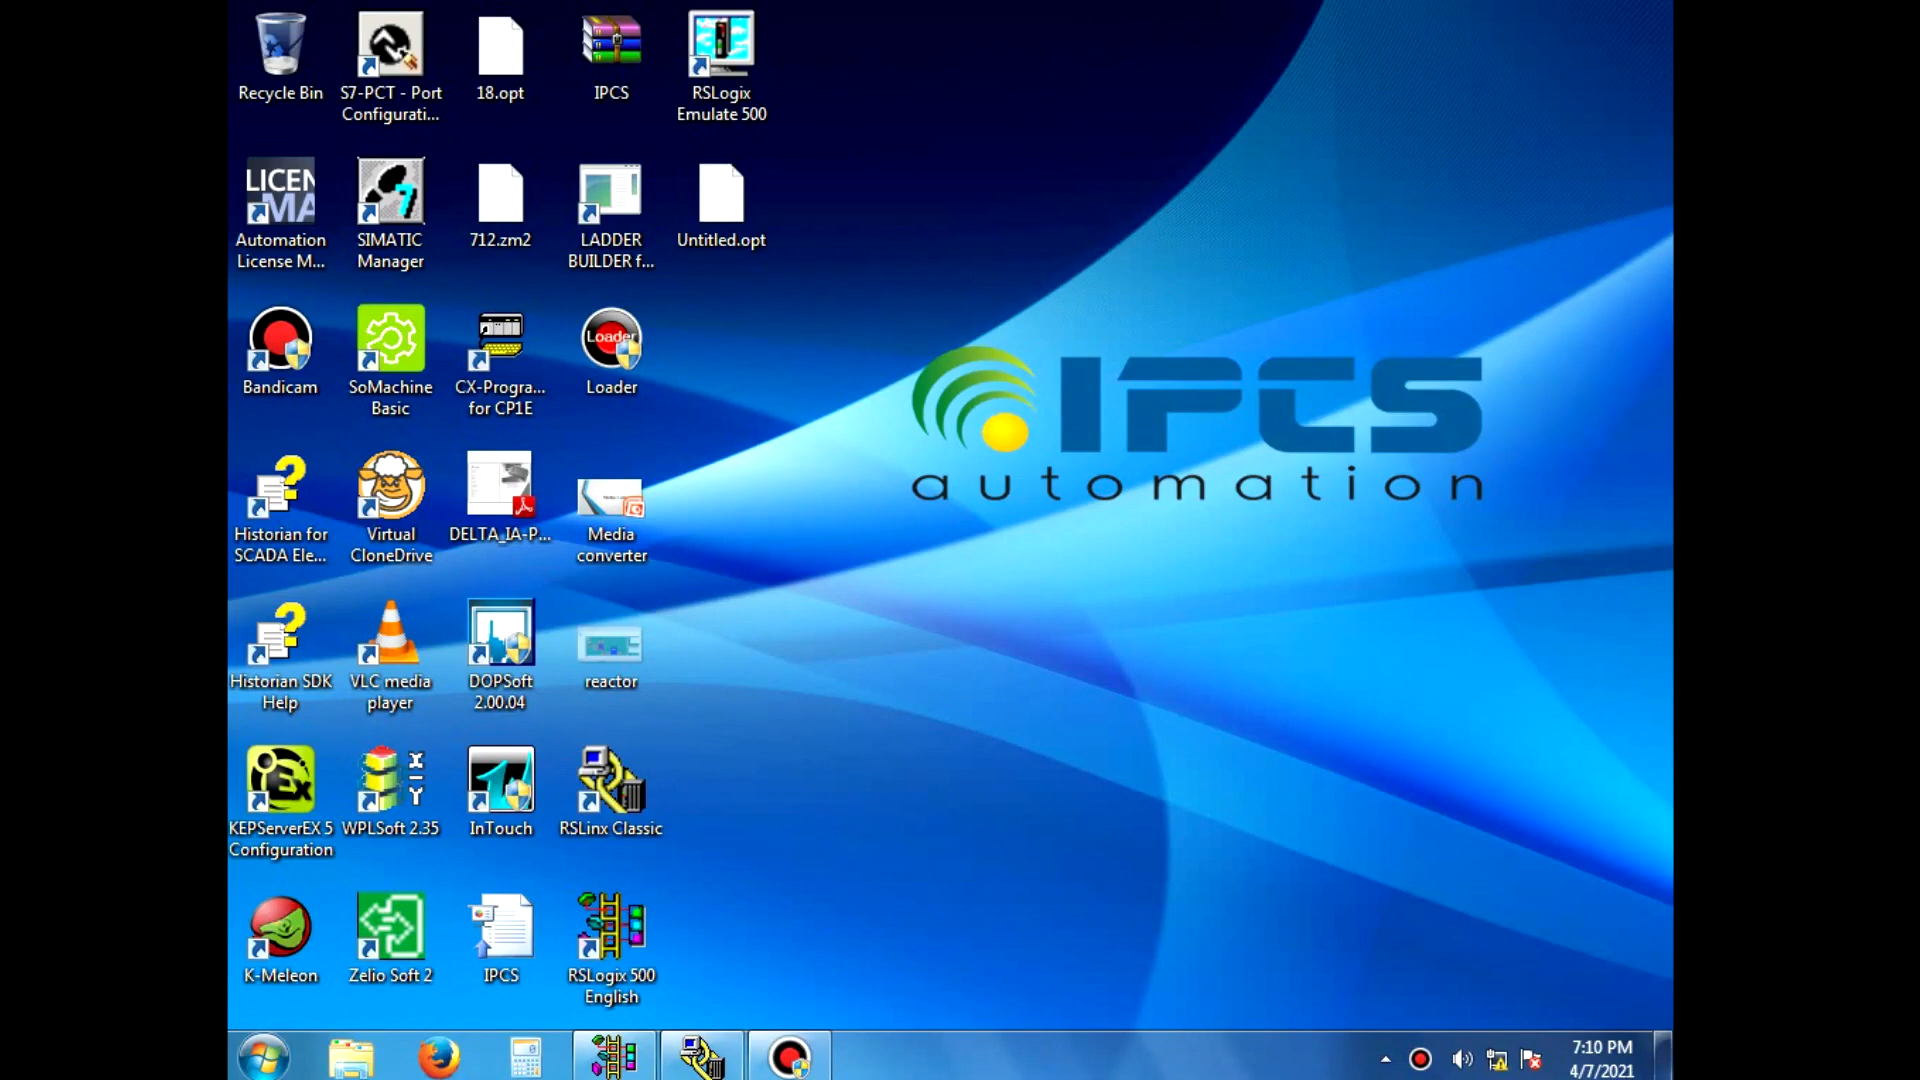 Recycle Bin
S7-PCT - Port
Configurati...
18.opt
IPCS
RSLogix
Emulate 500
LICEN
MA
Automation
License M...
7
SIMATIC
Manager
712.zm2
LADDER
BUILDER f...
Untitled.opt
Bandicam
SoMachine
Basic
CX-Progra...
for CP1E
Loader
Loader
IPCS
automation
Historian for
SCADA Ele...
Virtual
CloneDrive
DELTA_IA-P...
Media
converter
Historian SDK
Help
VLC media
player
DOPSoft
2.00.04
reactor
Ex
KEPServerEX 5
Configuration
X
Y
WPLSoft 2.35
InTouch
RSLinx Classic
K-Meleon
Zelio Soft 2
IPCS
RSLogix 500
English
7:10 PM
4/7/2021